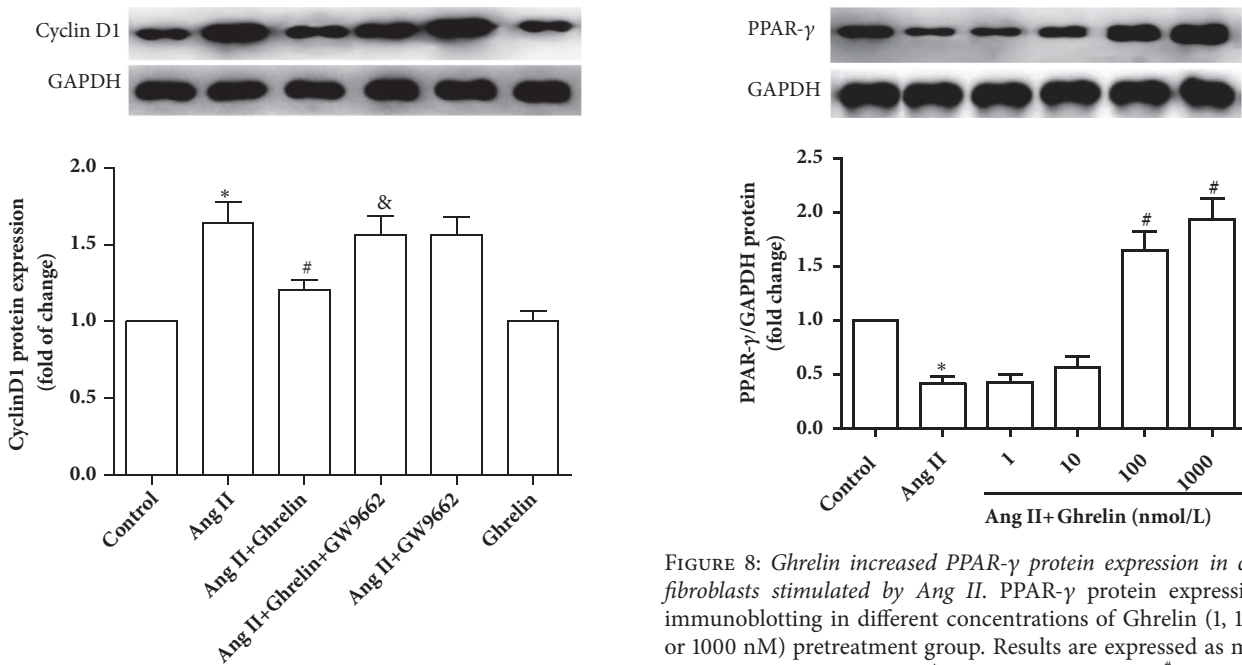 Cyclin D1
GAPDH
2.0
1.5
1.0
0.5
0.0
CyclinD1 protein expression
(fold of change)
*
#
&
Control
Ang II
Ang II+Ghrelin
Ang II+Ghrelin+GW9662
Ang II+GW9662
Ghrelin
PPAR-γ
GAPDH
2.5
2.0
1.5
1.0
0.5
0.0
PPAR-γ/GAPDH protein
(fold change)
*
#
#
Control
Ang II
1
10
100
1000
Ang II+Ghrelin (nmol/L)
FIGURE 8: Ghrelin increased PPAR-γ protein expression in
fibroblasts stimulated by Ang II. PPAR-γ protein
immunoblotting in different concentrations of Ghrelin (1,
or 1000 nM) pretreatment group. Results are expressed as
#